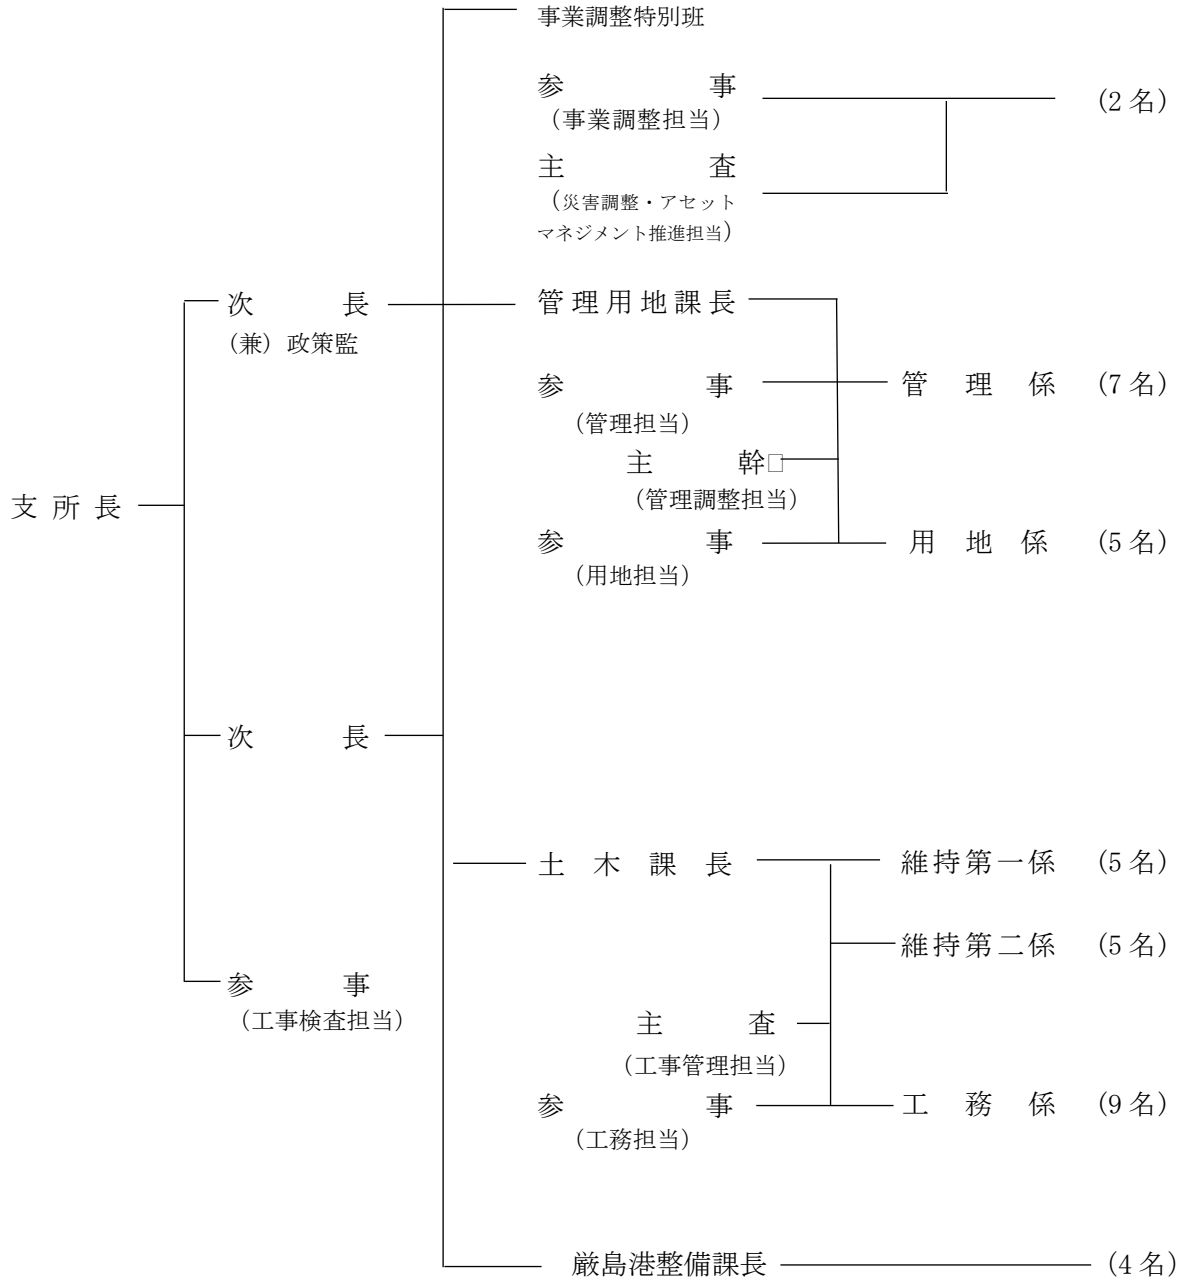 事業調整特別班
参事 (2名)
(事業調整担当)
主査
(災害調整・アセット
マネジメント推進担当)
次長 管理用地課長
(兼) 政策監
参事 管理係 (7名)
(管理担当)
主幹
(管理調整担当)
支所長
参事 用地係 (5名)
(用地担当)
次長
土木課長 維持第一係 (5名)
維持第二係 (5名)
参事
(工事検査担当)
主査
(工事管理担当)
参事 工務係 (9名)
(工務担当)
厳島港整備課長 (4名)